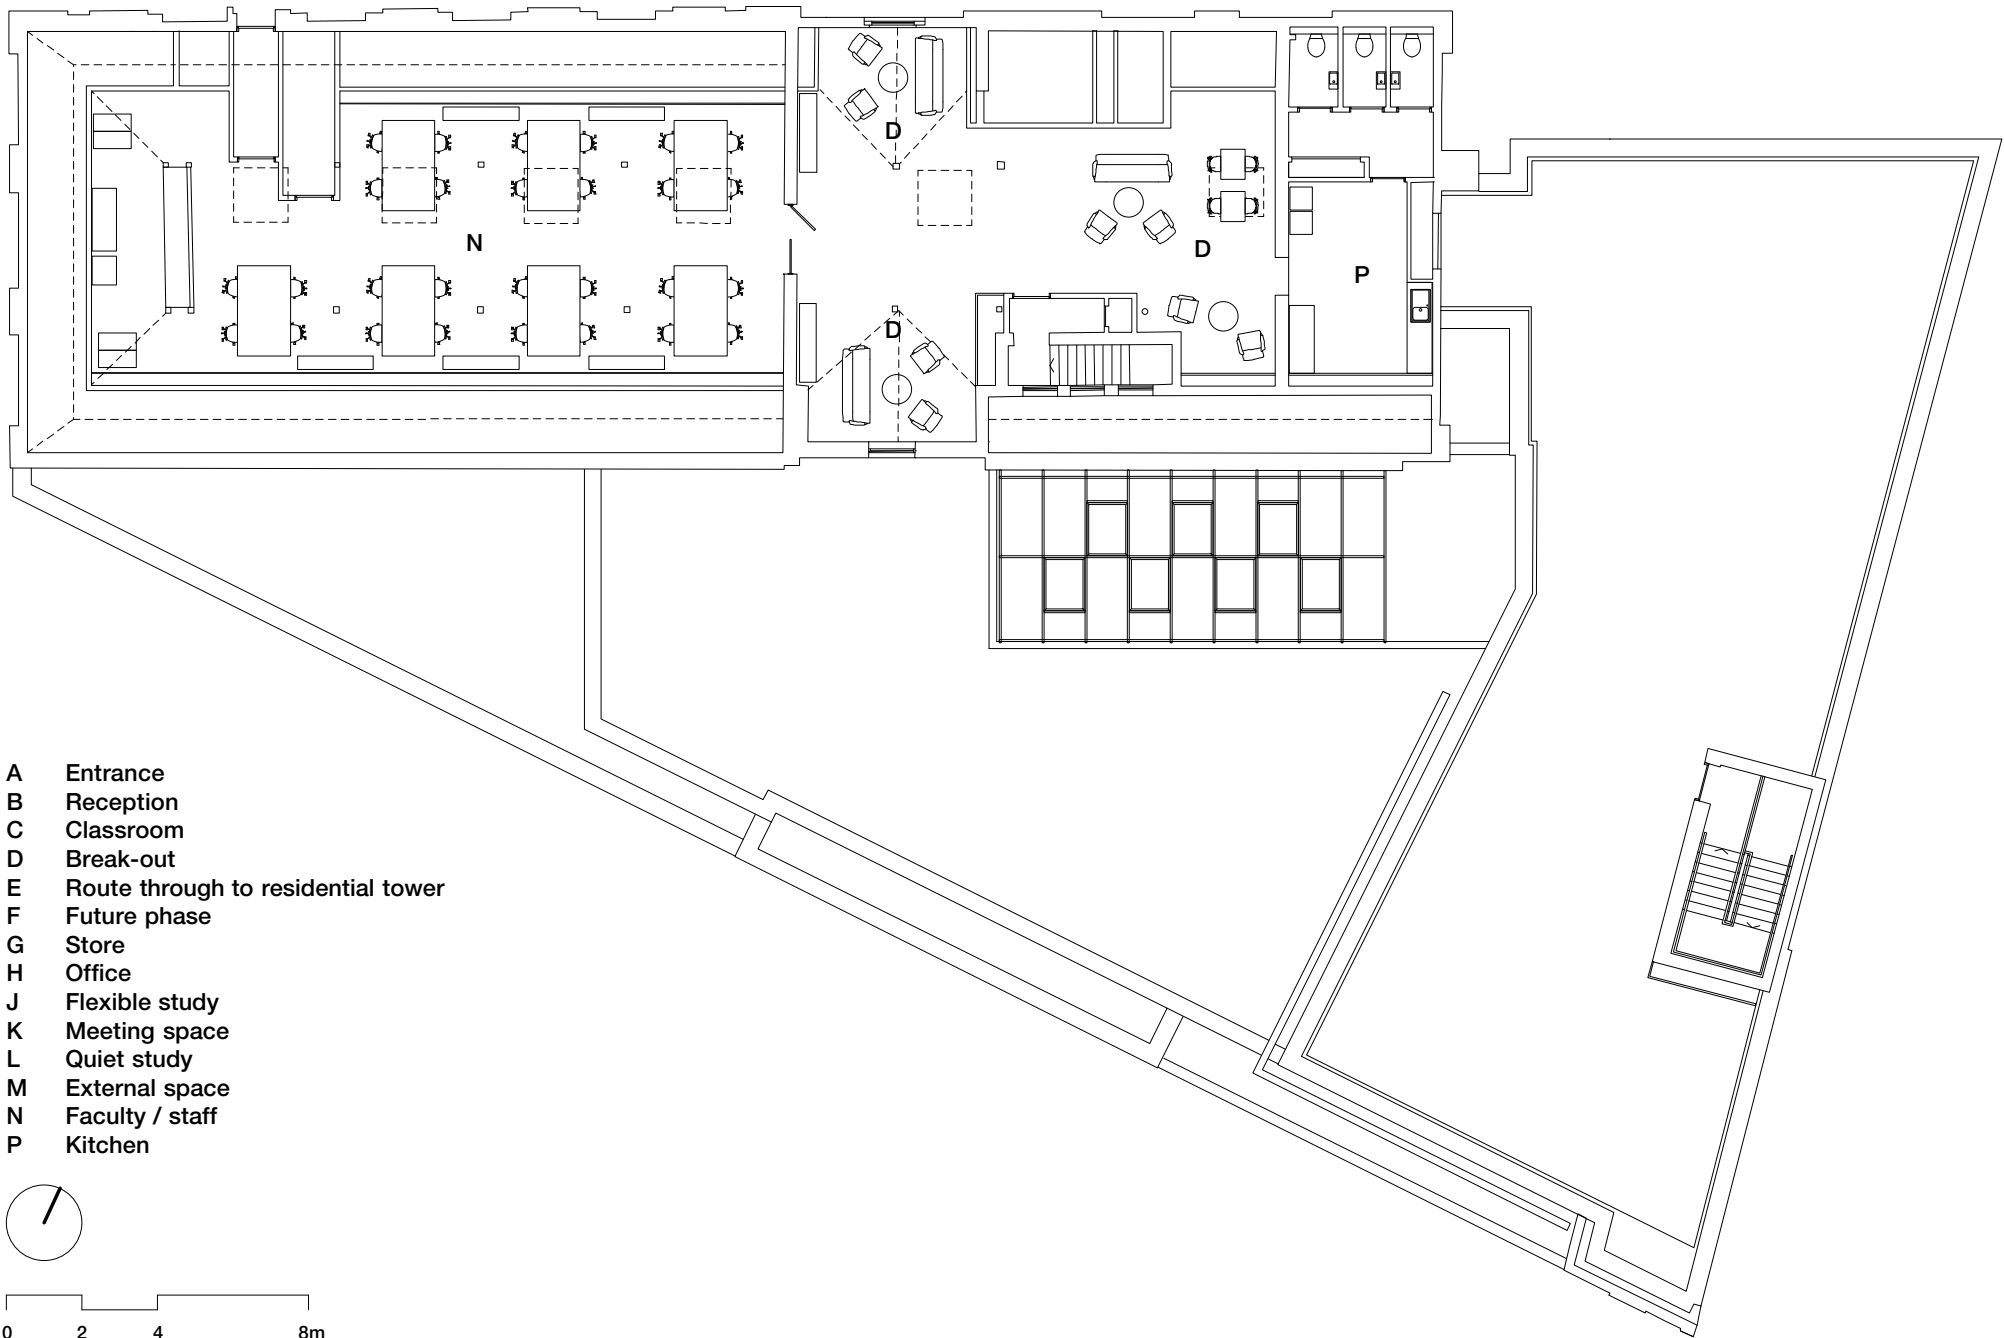 D
N
D
P
D
A Entrance
B Reception
C Classroom
D Break-out
E Route through to residential tower
F Future phase
G Store
H Office
J Flexible study
K Meeting space
L Quiet study
M External space
N Faculty / staff
P Kitchen
0 2 4 8m